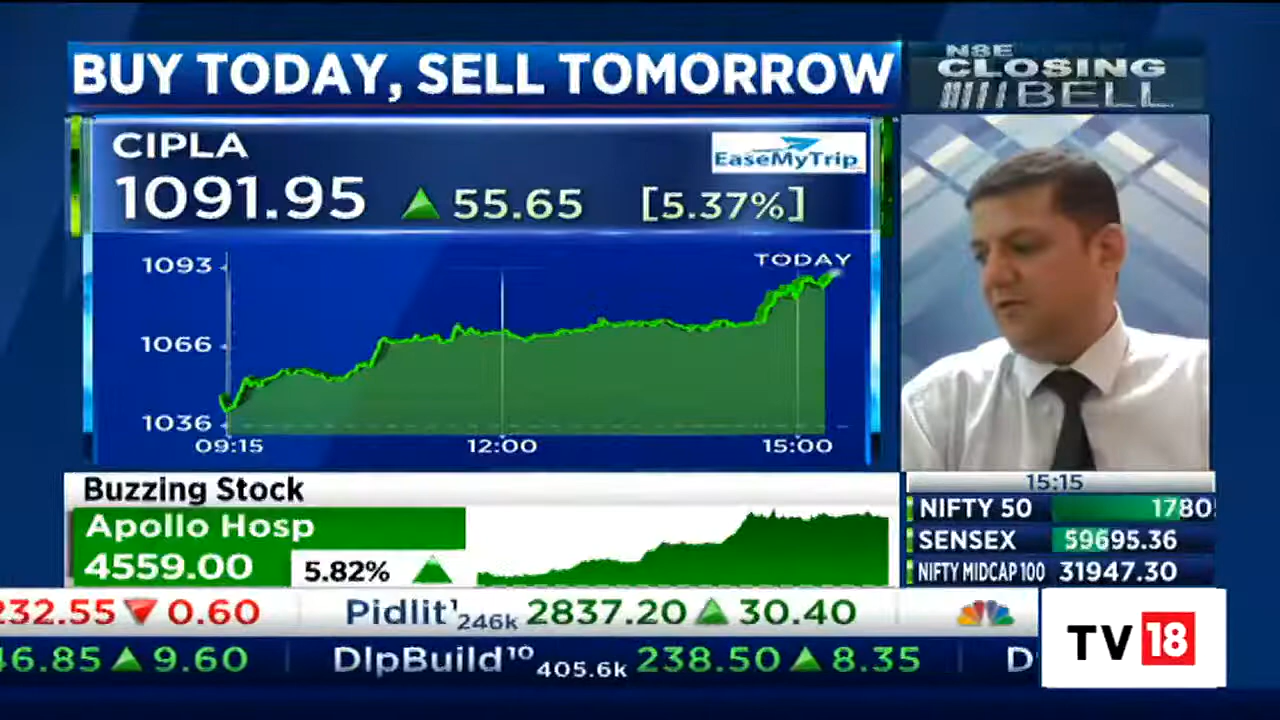 BUY TODAY, SELL TOMORROW
NSE
CLOSING
BELL
CIPLA
EaseMyTrip
1091.95 ▲ 55.65 [5.37%]
TODAY
1093
1066
1036
09:15 12:00 15:00
Buzzing Stock
Apollo Hosp
4559.00 5.82% ▲
15:15
NIFTY 50 1780
SENSEX 59695.36
NIFTY MIDCAP 100 31947.30
232.55 ▼ 0.60 Pidlit¹ 246k 2837.20 ▲ 30.40
46.85 ▲ 9.60 DlpBuild¹⁰ 405.6k 238.50 ▲ 8.35 D
TV18